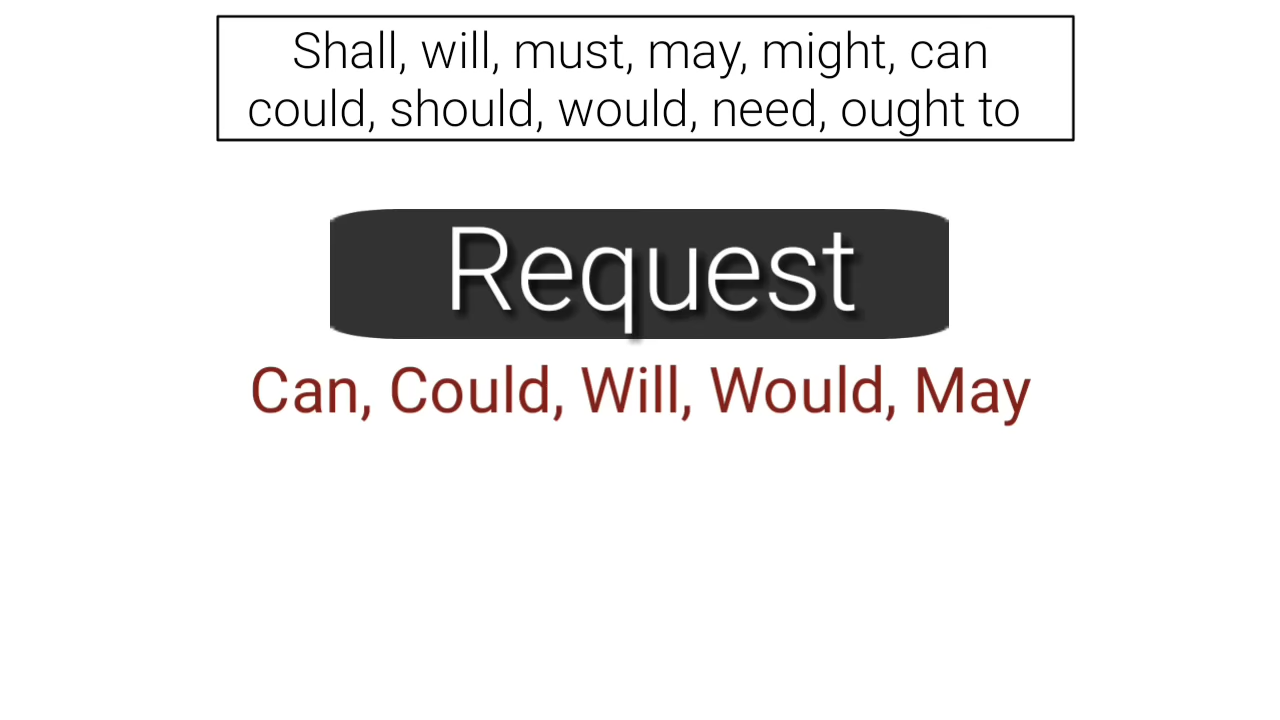 Shall, will, must, may, might, can
could, should, would, need, ought to
Request
Can, Could, Will, Would, May